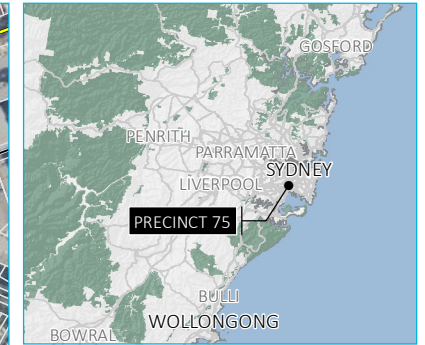 GOSFORD
PENRITH
PARRAMATTA
SYDNEY
LIVERPOOL
PRECINCT 75
BULLI
WOLLONGONG
BOWRAL